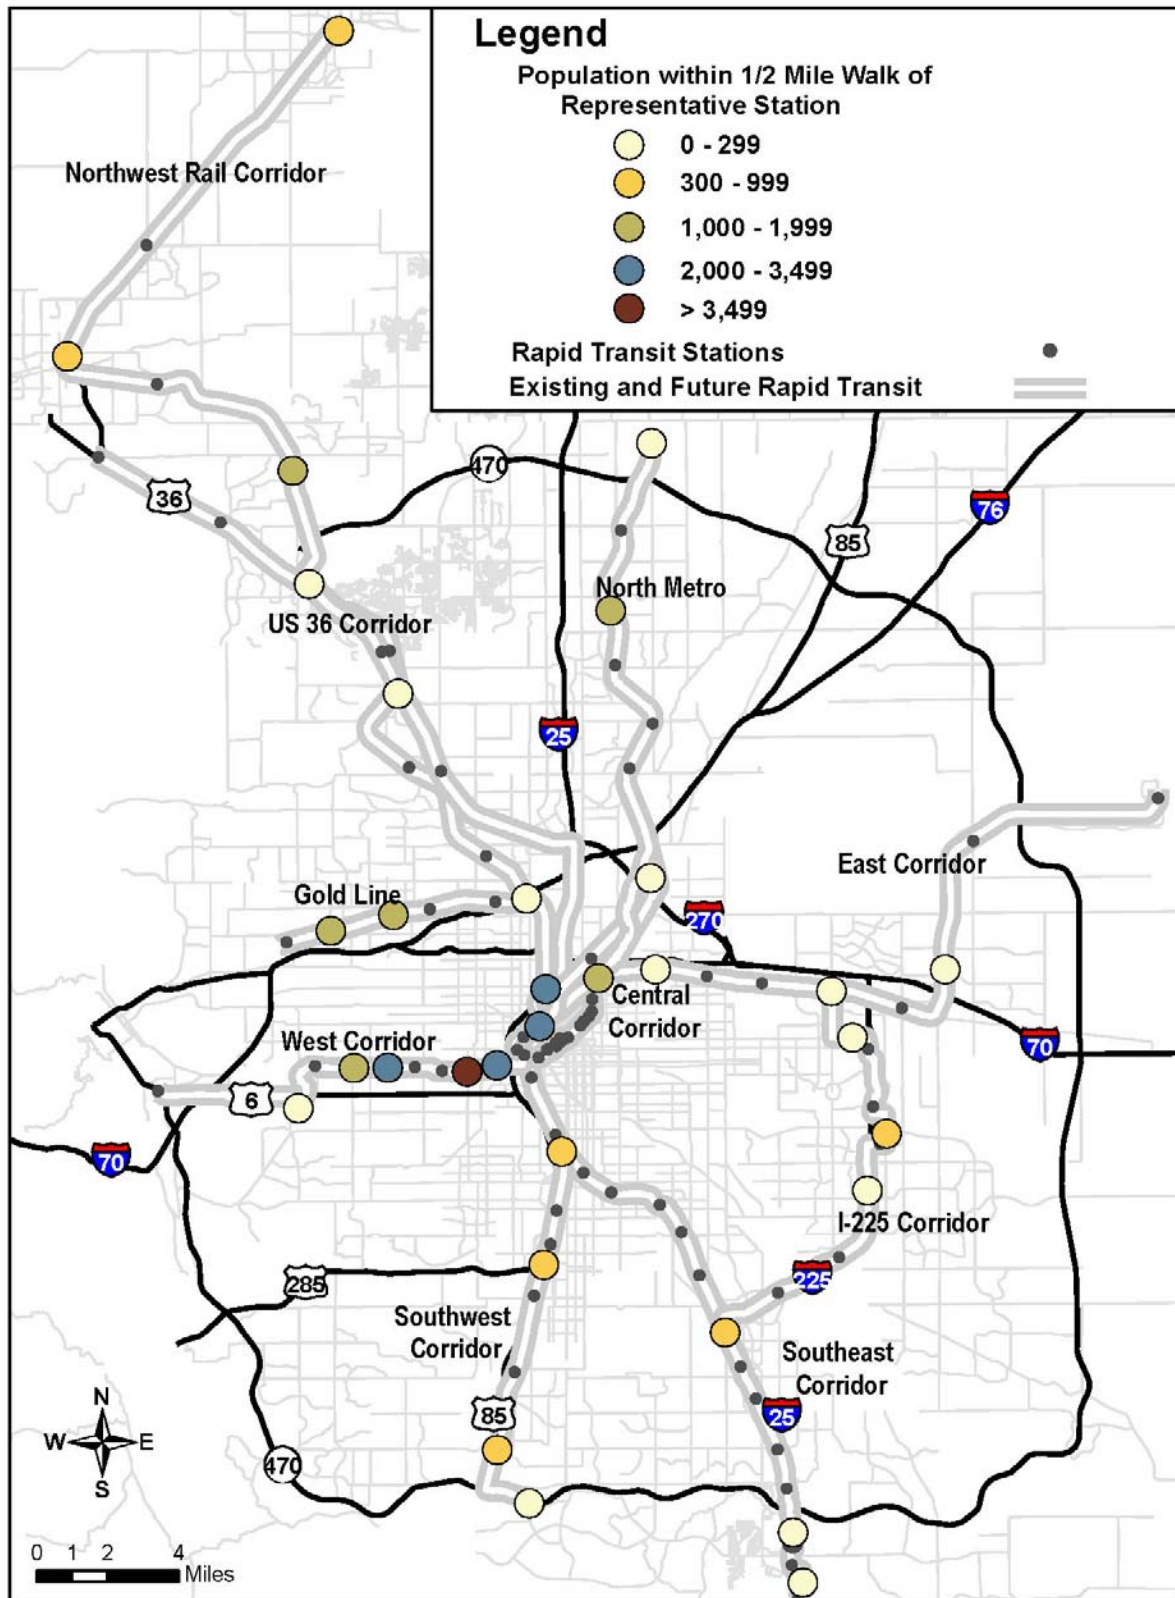 Legend
Population within 1/2 Mile Walk of
Representative Station
0 - 299
300 - 999
1,000 - 1,999
2,000 - 3,499
> 3,499
Rapid Transit Stations
Existing and Future Rapid Transit
Northwest Rail Corridor
470
36
76
85
North Metro
US 36 Corridor
25
East Corridor
Gold Line
270
Central
Corridor
West Corridor
70
6
70
I-225 Corridor
285
225
Southwest
Corridor
Southeast
Corridor
85
25
N
W
E
S
470
0 1 2 4
Miles